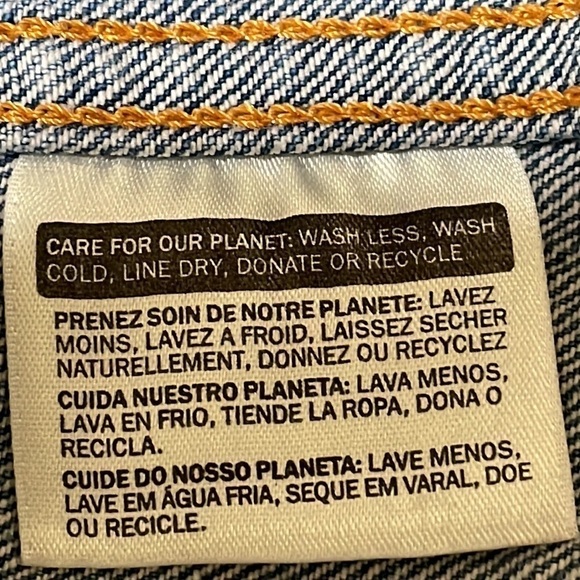 CARE FOR OUR PLANET: WASH LESS, WASH
COLD, LINE DRY, DONATE OR RECYCLE
PRENEZ SOIN DE NOTRE PLANETE: LAVEZ
MOINS, LAVEZ A FROID, LAISSEZ SECHER
NATURELLEMENT, DONNEZ OU RECYCLEZ
CUIDA NUESTRO PLANETA: LAVA MENOS,
LAVA EN FRIO, TIENDE LA ROPA, DONA O
RECICLA.
CUIDE DO NOSSO PLANETA: LAVE MENOS,
LAVE EM ÁGUA FRIA, SEQUE EM VARAL, DOE
OU RECICLE.